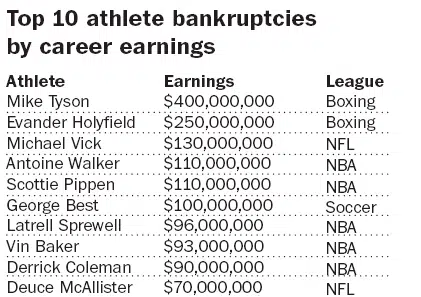 Top 10 athlete bankruptcies
by career earnings
Athlete Earnings League
Mike Tyson $400,000,000 Boxing
Evander Holyfield $250,000,000 Boxing
Michael Vick $130,000,000 NFL
Antoine Walker $110,000,000 NBA
Scottie Pippen $110,000,000 NBA
George Best $100,000,000 Soccer
Latrell Sprewell $96,000,000 NBA
Vin Baker $93,000,000 NBA
Derrick Coleman $90,000,000 NBA
Deuce McAllister $70,000,000 NFL